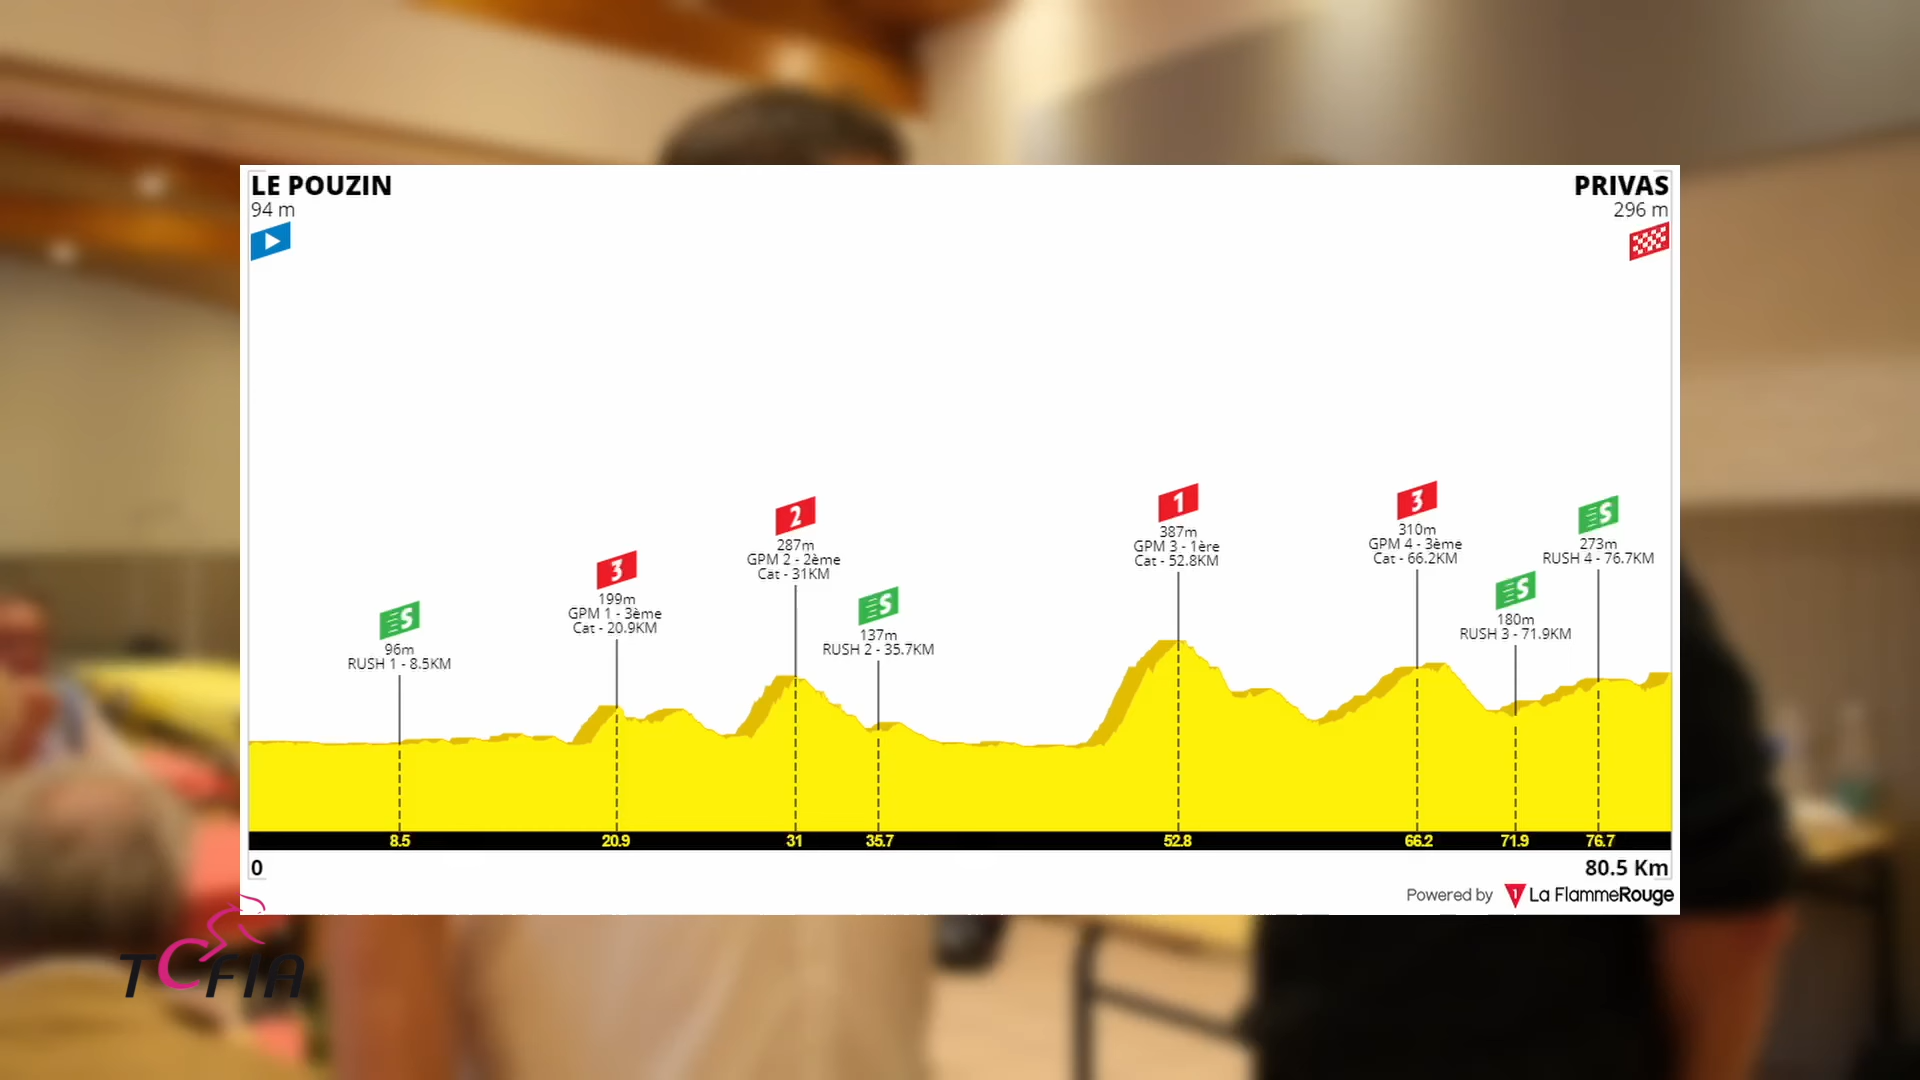 LE POUZIN
94 m
PRIVAS
296 m
S
96m
RUSH 1 - 8.5KM
3
199m
GPM 1 - 3ème
Cat - 20.9KM
2
287m
GPM 2 - 2ème
Cat - 31KM
S
137m
RUSH 2 - 35.7KM
1
387m
GPM 3 - 1ère
Cat - 52.8KM
3
310m
GPM 4 - 3ème
Cat - 66.2KM
S
180m
RUSH 3 - 71.9KM
S
273m
RUSH 4 - 76.7KM
8.5 20.9 31 35.7 52.8 66.2 71.9 76.7
0 80.5 Km
Powered by 1 La FlammeRouge
TCFIA